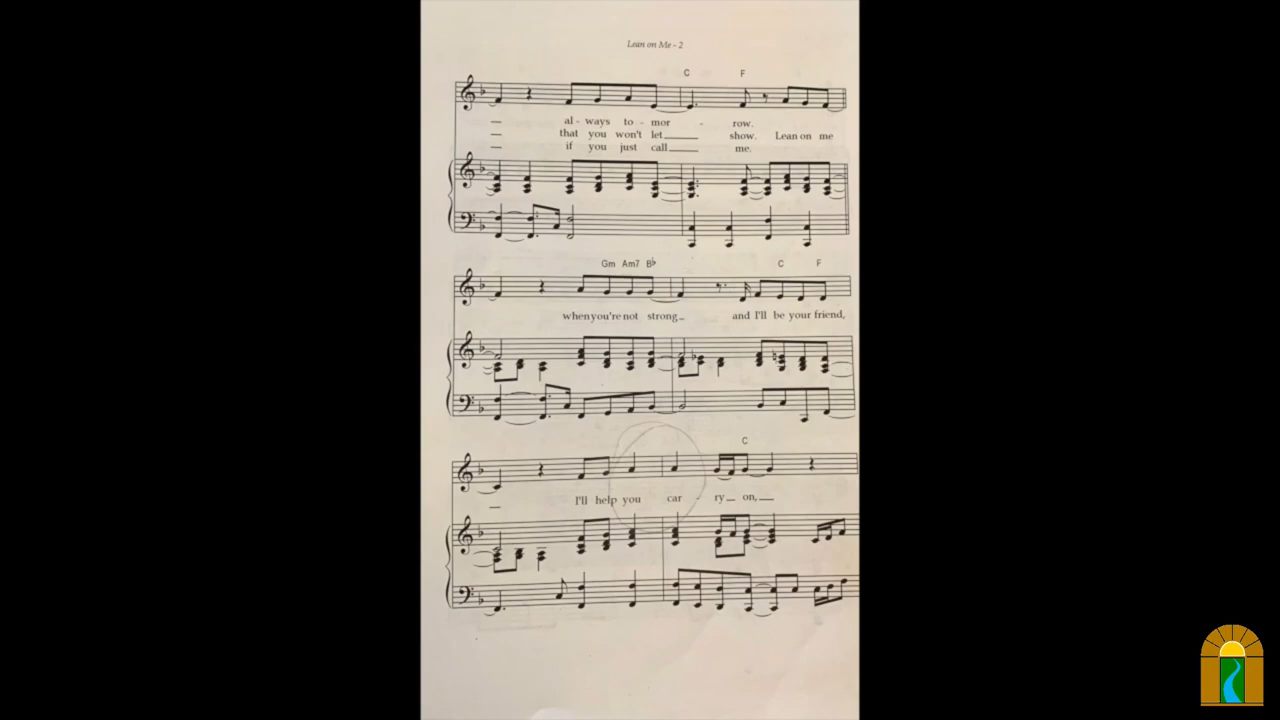 Lean on Me - 2
C F
al - ways to - mor - row.
that you won't let show. Lean on me
if you just call me.
Gm Am7 B♭ C F
when you're not strong and I'll be your friend,
C
I'll help you car - ry on,